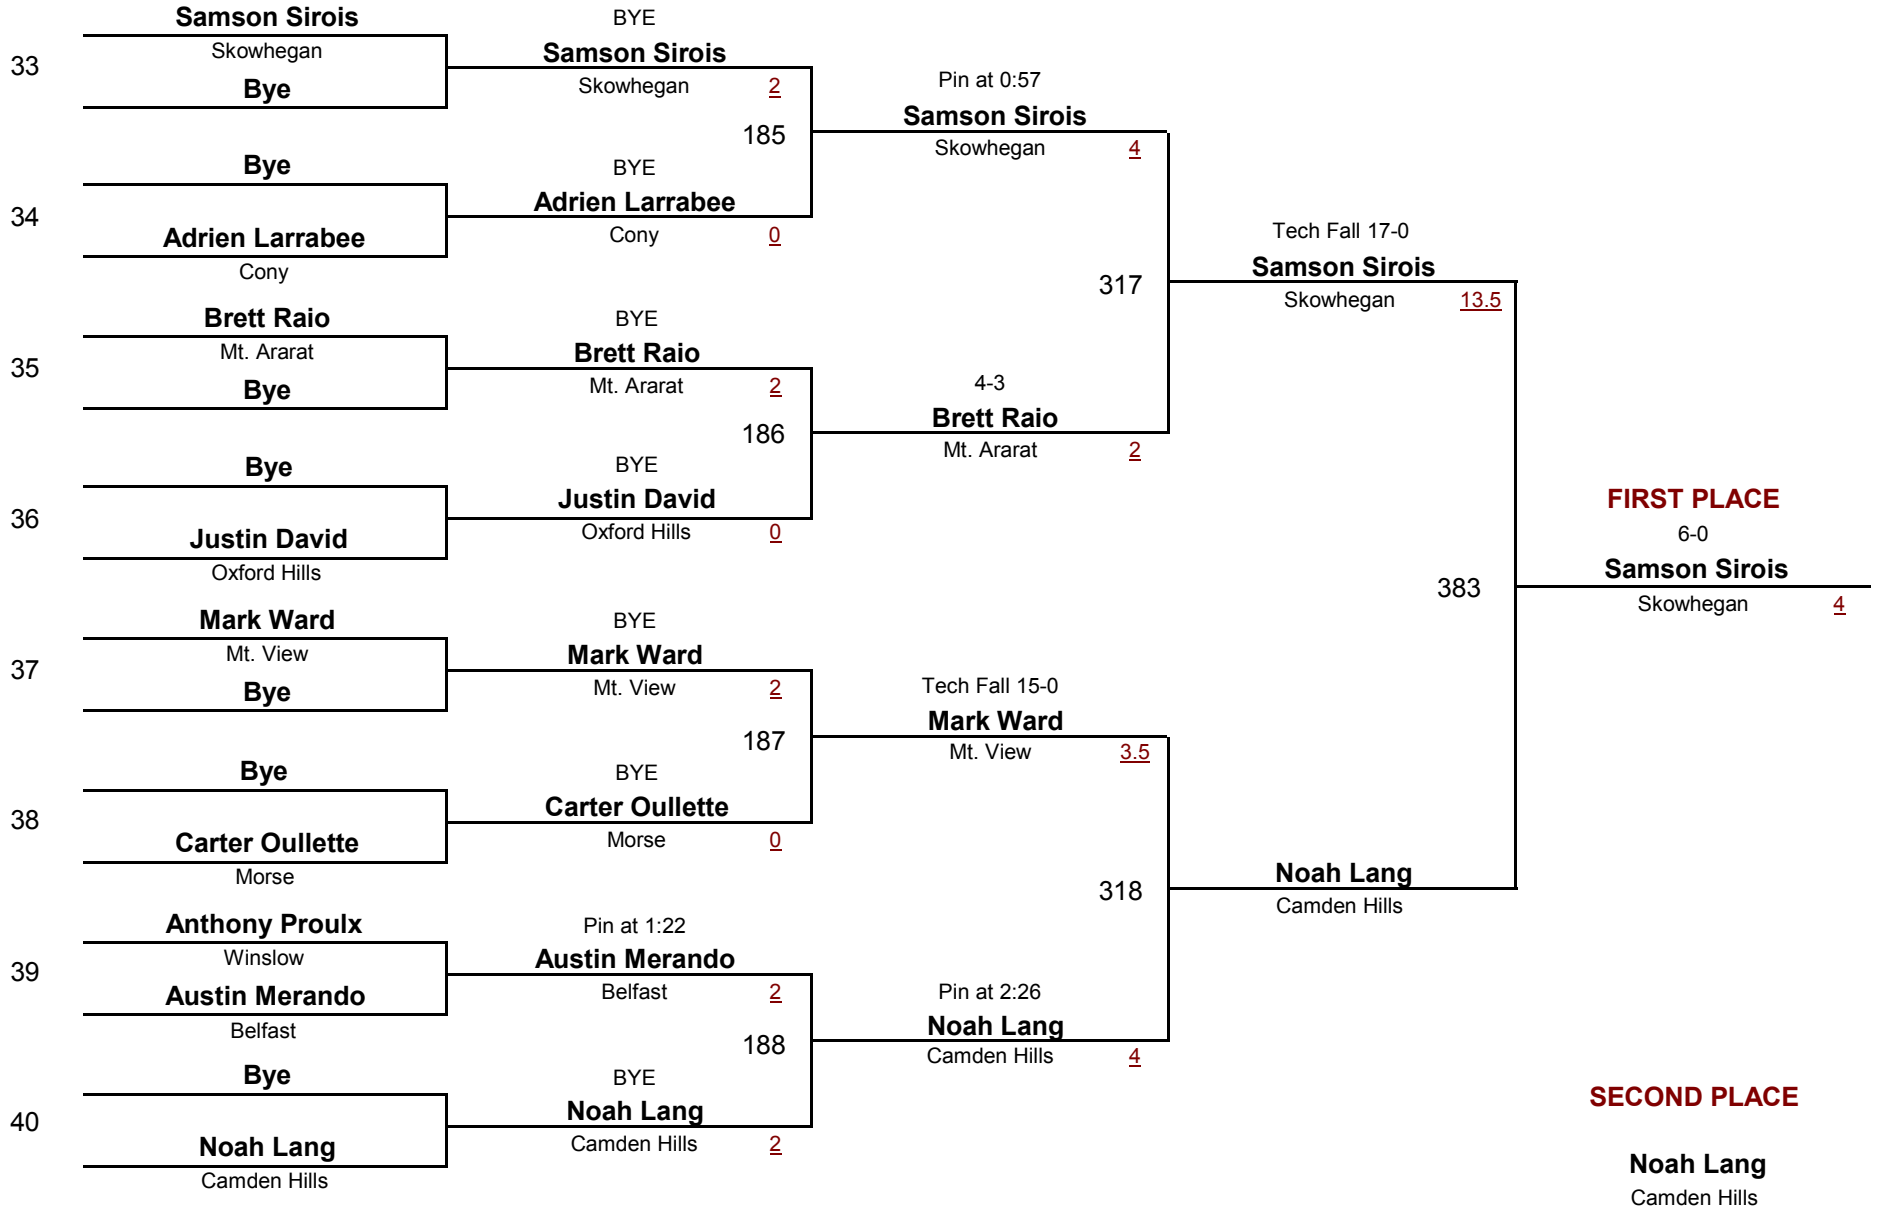 Samson Sirois
Skowhegan
33
Bye
Bye
34
Adrien Larrabee
Cony
Brett Raio
Mt. Ararat
35
Bye
Bye
36
Justin David
Oxford Hills
Mark Ward
Mt. View
37
Bye
Bye
38
Carter Oullette
Morse
Anthony Proulx
Winslow
39
Austin Merando
Belfast
Bye
40
Noah Lang
Camden Hills
BYE
Samson Sirois
Skowhegan 2
185
BYE
Adrien Larrabee
Cony 0
BYE
Brett Raio
Mt. Ararat 2
186
BYE
Justin David
Oxford Hills 0
BYE
Mark Ward
Mt. View 2
187
BYE
Carter Oullette
Morse 0
Pin at 1:22
Austin Merando
Belfast 2
188
BYE
Noah Lang
Camden Hills 2
Pin at 0:57
Samson Sirois
Skowhegan 4
317
4-3
Brett Raio
Mt. Ararat 2
Tech Fall 15-0
Mark Ward
Mt. View 3.5
318
Pin at 2:26
Noah Lang
Camden Hills 4
Tech Fall 17-0
Samson Sirois
Skowhegan 13.5
383
Noah Lang
Camden Hills
FIRST PLACE
6-0
Samson Sirois
Skowhegan 4
SECOND PLACE
Noah Lang
Camden Hills